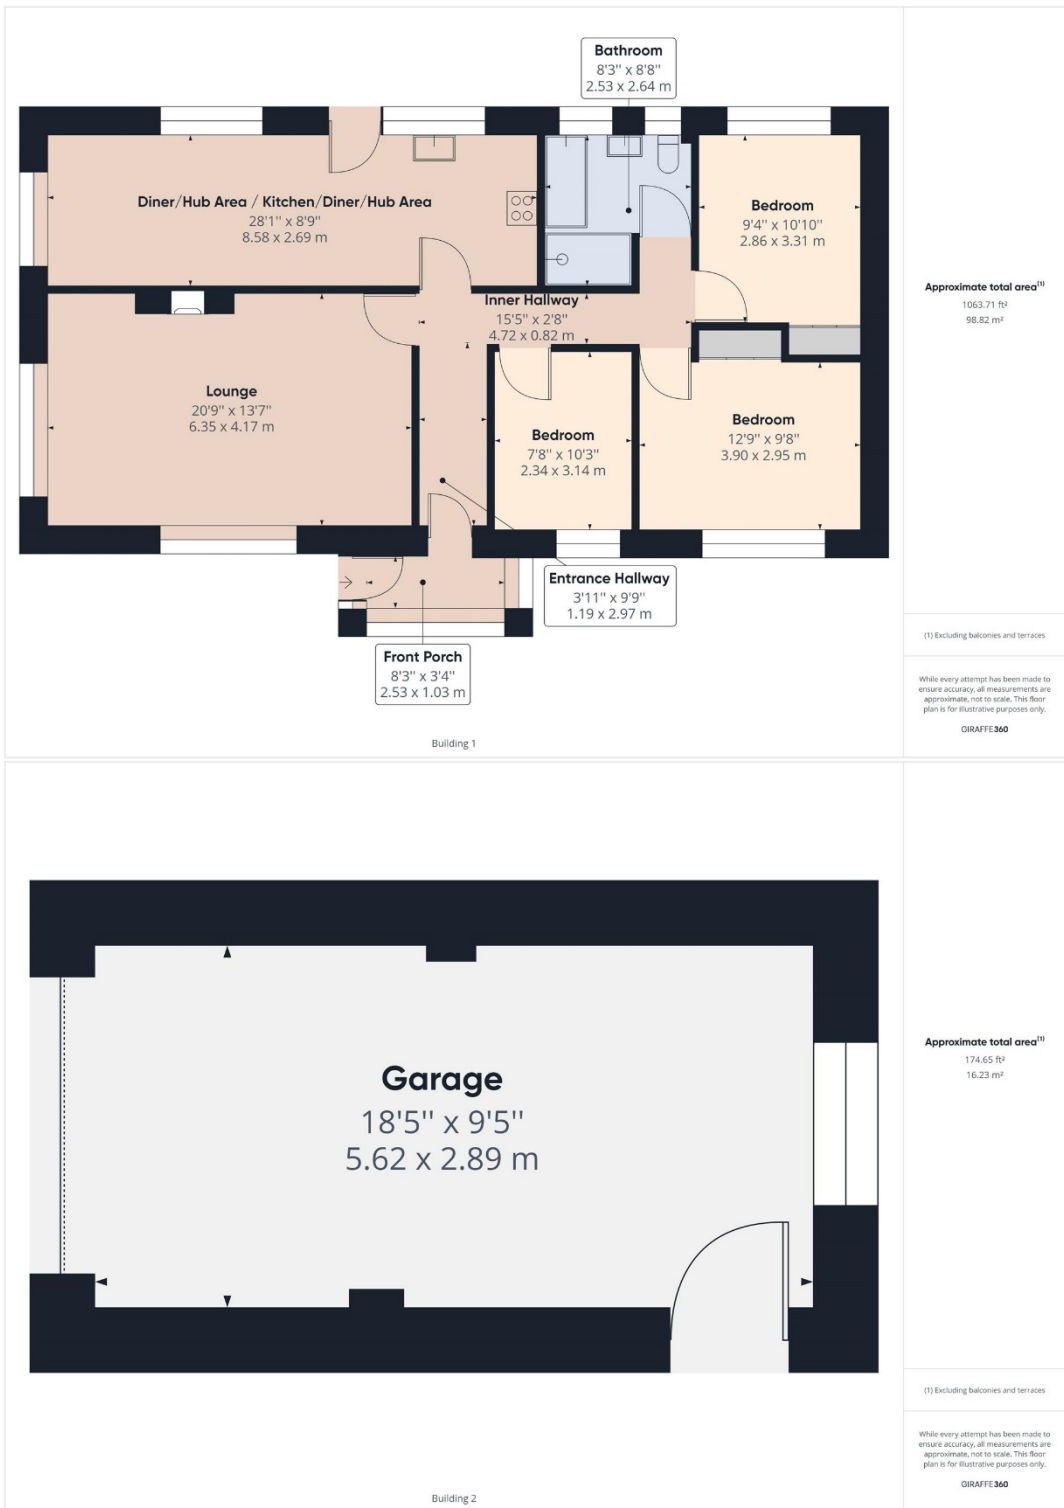 Bathroom
8'3'' x 8'8''
2.53 x 2.64 m
Diner/Hub Area / Kitchen/Diner/Hub Area
28'1'' x 8'9''
8.58 x 2.69 m
Bedroom
9'4'' x 10'10''
2.86 x 3.31 m
Inner Hallway
15'5'' x 2'8''
4.72 x 0.82 m
Lounge
20'9'' x 13'7''
6.35 x 4.17 m
Bedroom
7'8'' x 10'3''
2.34 x 3.14 m
Bedroom
12'9'' x 9'8''
3.90 x 2.95 m
Entrance Hallway
3'11'' x 9'9''
1.19 x 2.97 m
Front Porch
8'3'' x 3'4''
2.53 x 1.03 m
Building 1
Approximate total area(1)
1063.71 ft²
98.82 m²
(1) Excluding balconies and terraces
While every attempt has been made to
ensure accuracy, all measurements are
approximate, not to scale. This floor
plan is for illustrative purposes only.
GIRAFFE360
Garage
18'5'' x 9'5''
5.62 x 2.89 m
Building 2
Approximate total area(1)
174.65 ft²
16.23 m²
(1) Excluding balconies and terraces
While every attempt has been made to
ensure accuracy, all measurements are
approximate, not to scale. This floor
plan is for illustrative purposes only.
GIRAFFE360